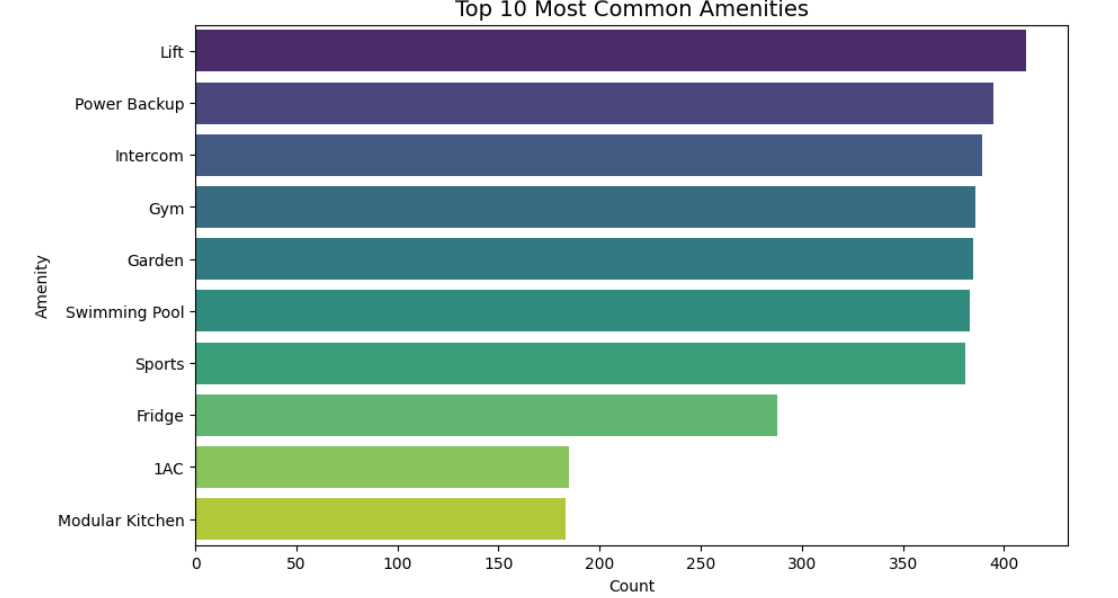 Top 10 Most Common Amenities
Lift
Power Backup
Intercom
Gym
Garden
Swimming Pool
Sports
Fridge
1AC
Modular Kitchen
Amenity
0 50 100 150 200 250 300 350 400
Count